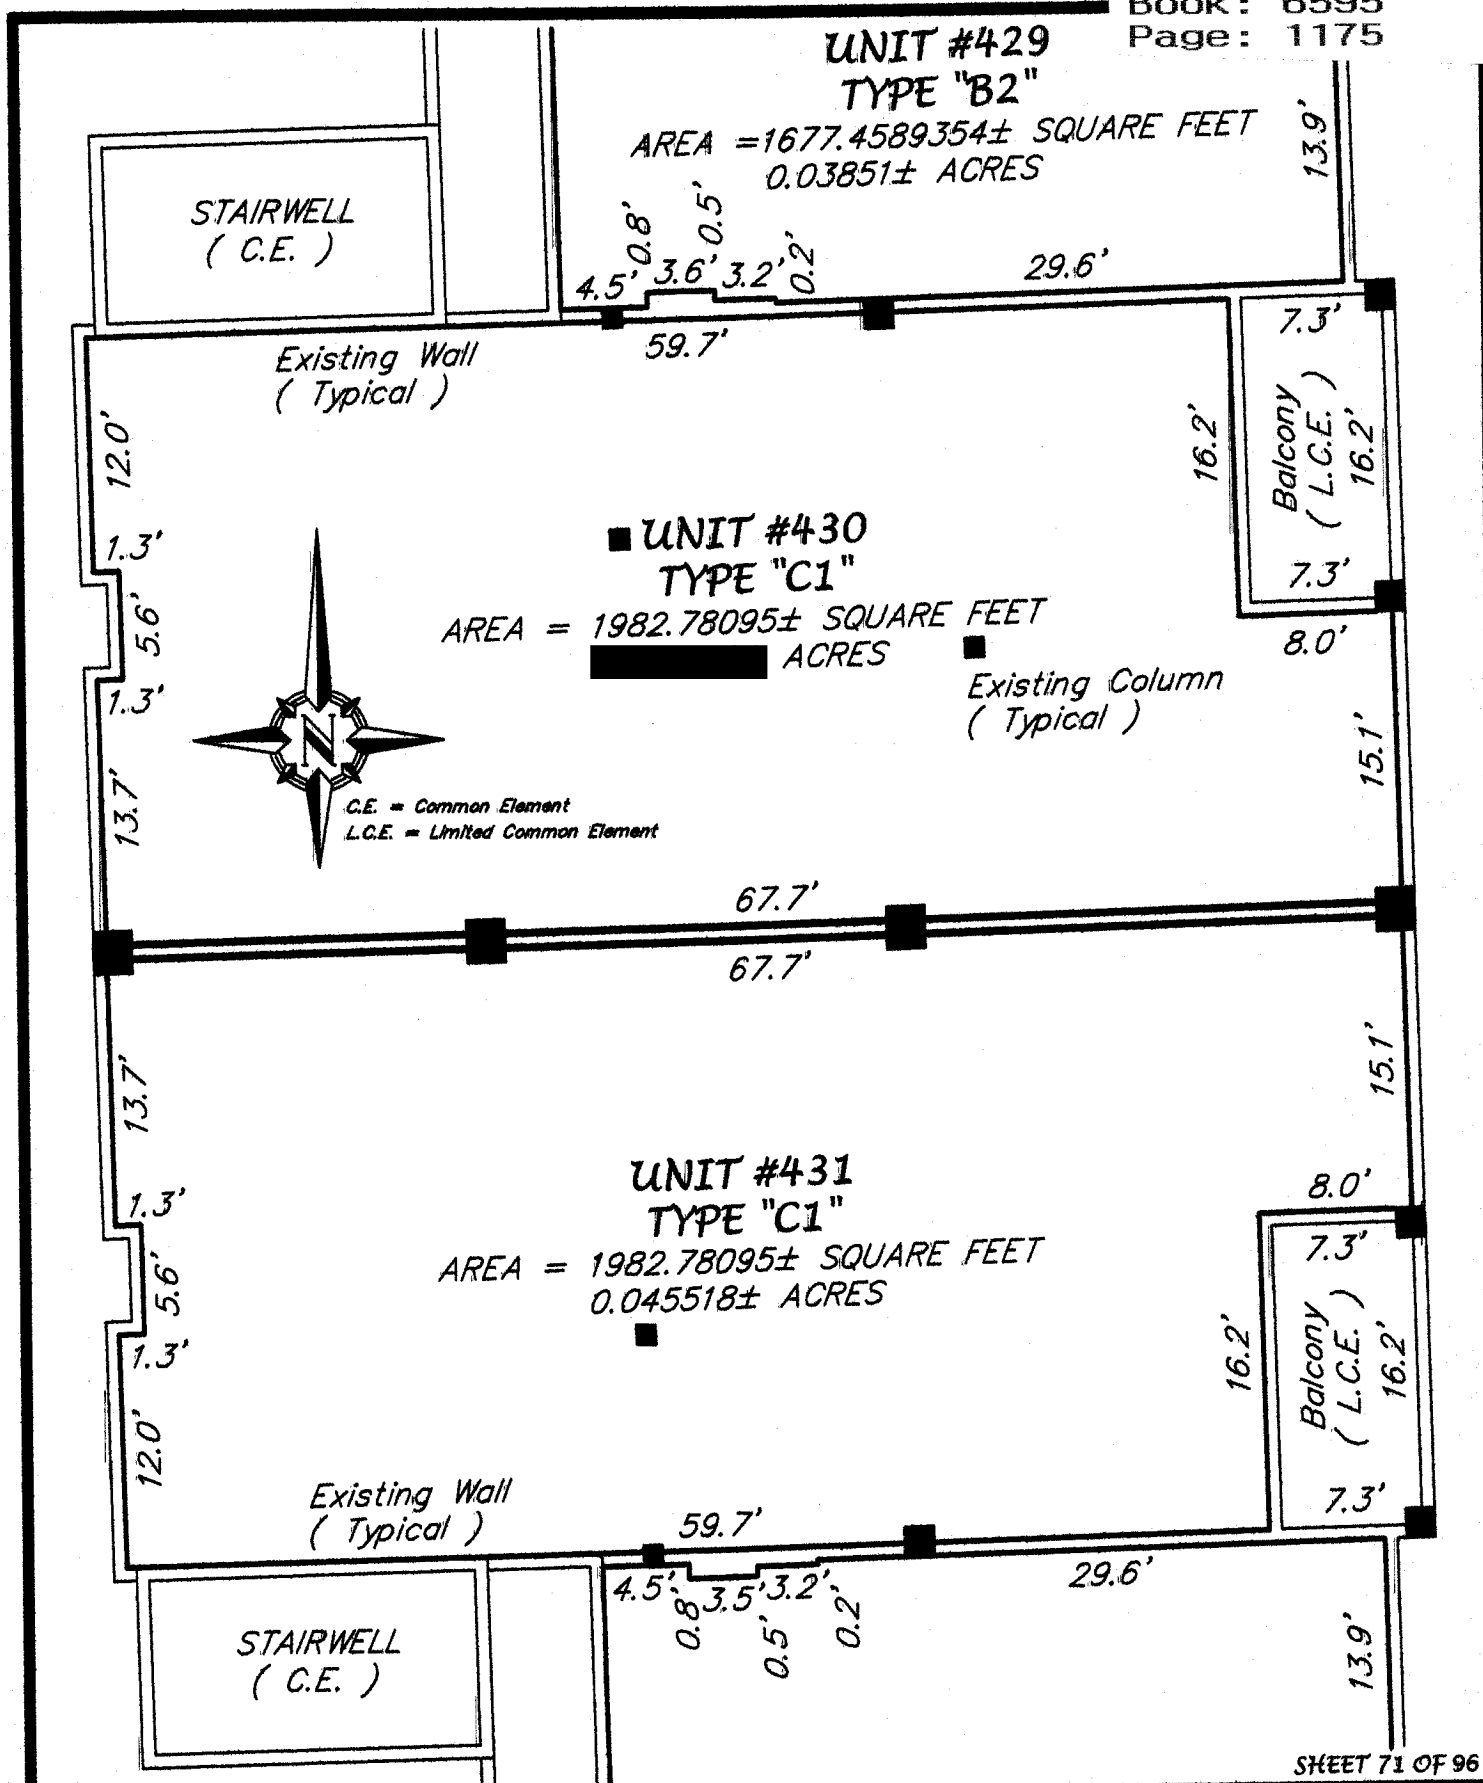 Book: 6595
Page: 1175
UNIT #429
TYPE "B2"
AREA =1677.4589354± SQUARE FEET
0.03851± ACRES
13.9'
STAIRWELL
( C.E. )
4.5'
0.8'
3.6'
0.5'
3.2'
0.2'
29.6'
59.7'
7.3'
Existing Wall
( Typical )
12.0'
16.2'
Balcony
( L.C.E. )
16.2'
1.3'
UNIT #430
TYPE "C1"
7.3'
5.6'
AREA = 1982.78095± SQUARE FEET
ACRES
8.0'
1.3'
Existing Column
( Typical )
N
15.1'
13.7'
C.E. = Common Element
L.C.E. = Limited Common Element
67.7'
67.7'
13.7'
15.1'
UNIT #431
TYPE "C1"
1.3'
8.0'
AREA = 1982.78095± SQUARE FEET
0.045518± ACRES
7.3'
5.6'
1.3'
16.2'
Balcony
( L.C.E. )
16.2'
12.0'
Existing Wall
( Typical )
7.3'
59.7'
4.5'
0.8'
3.5'
0.5'
3.2'
0.2'
29.6'
STAIRWELL
( C.E. )
13.9'
SHEET 71 OF 96